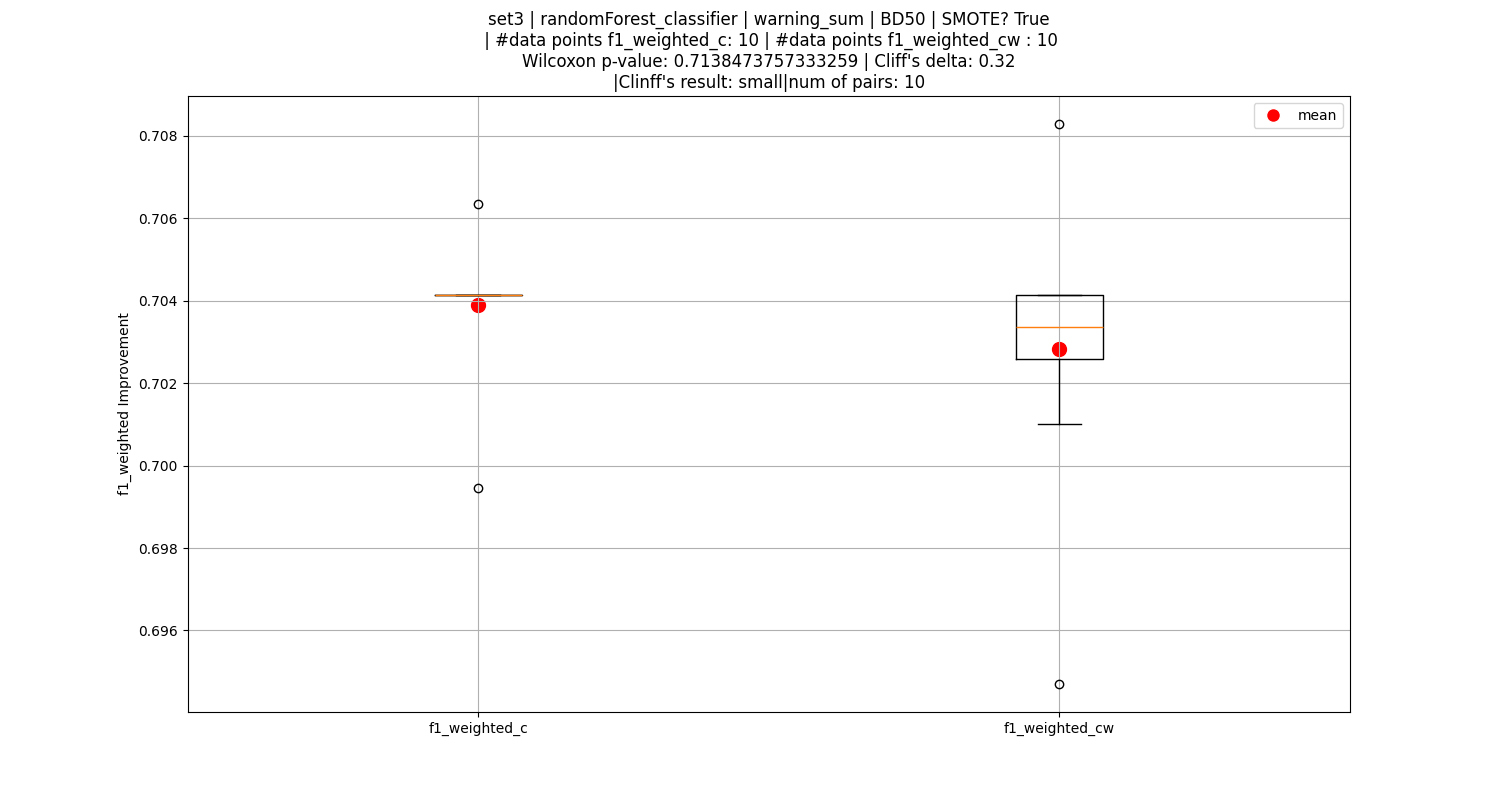 set3 | randomForest_classifier | warning_sum | BD50 | SMOTE? True
| #data points f1_weighted_c: 10 | #data points f1_weighted_cw : 10
Wilcoxon p-value: 0.7138473757333259 | Cliff's delta: 0.32
|Clinff's result: small|num of pairs: 10
mean
0.708
0.706
0.704
0.702
0.700
0.698
0.696
f1_weighted Improvement
f1_weighted_c
f1_weighted_cw